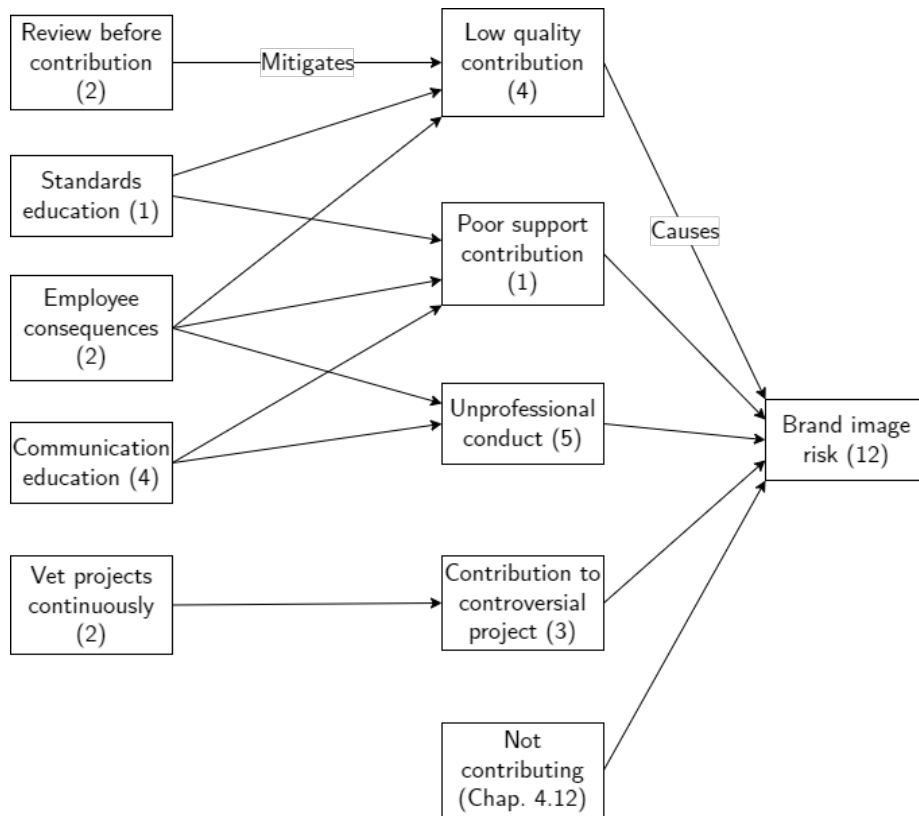 Review before
contribution
(2)
Mitigates
Low quality
contribution
(4)
Standards
education (1)
Poor support
contribution
(1)
Causes
Employee
consequences
(2)
Unprofessional
conduct (5)
Brand image
risk (12)
Communication
education (4)
Vet projects
continuously
(2)
Contribution to
controversial
project (3)
Not
contributing
(Chap. 4.12)